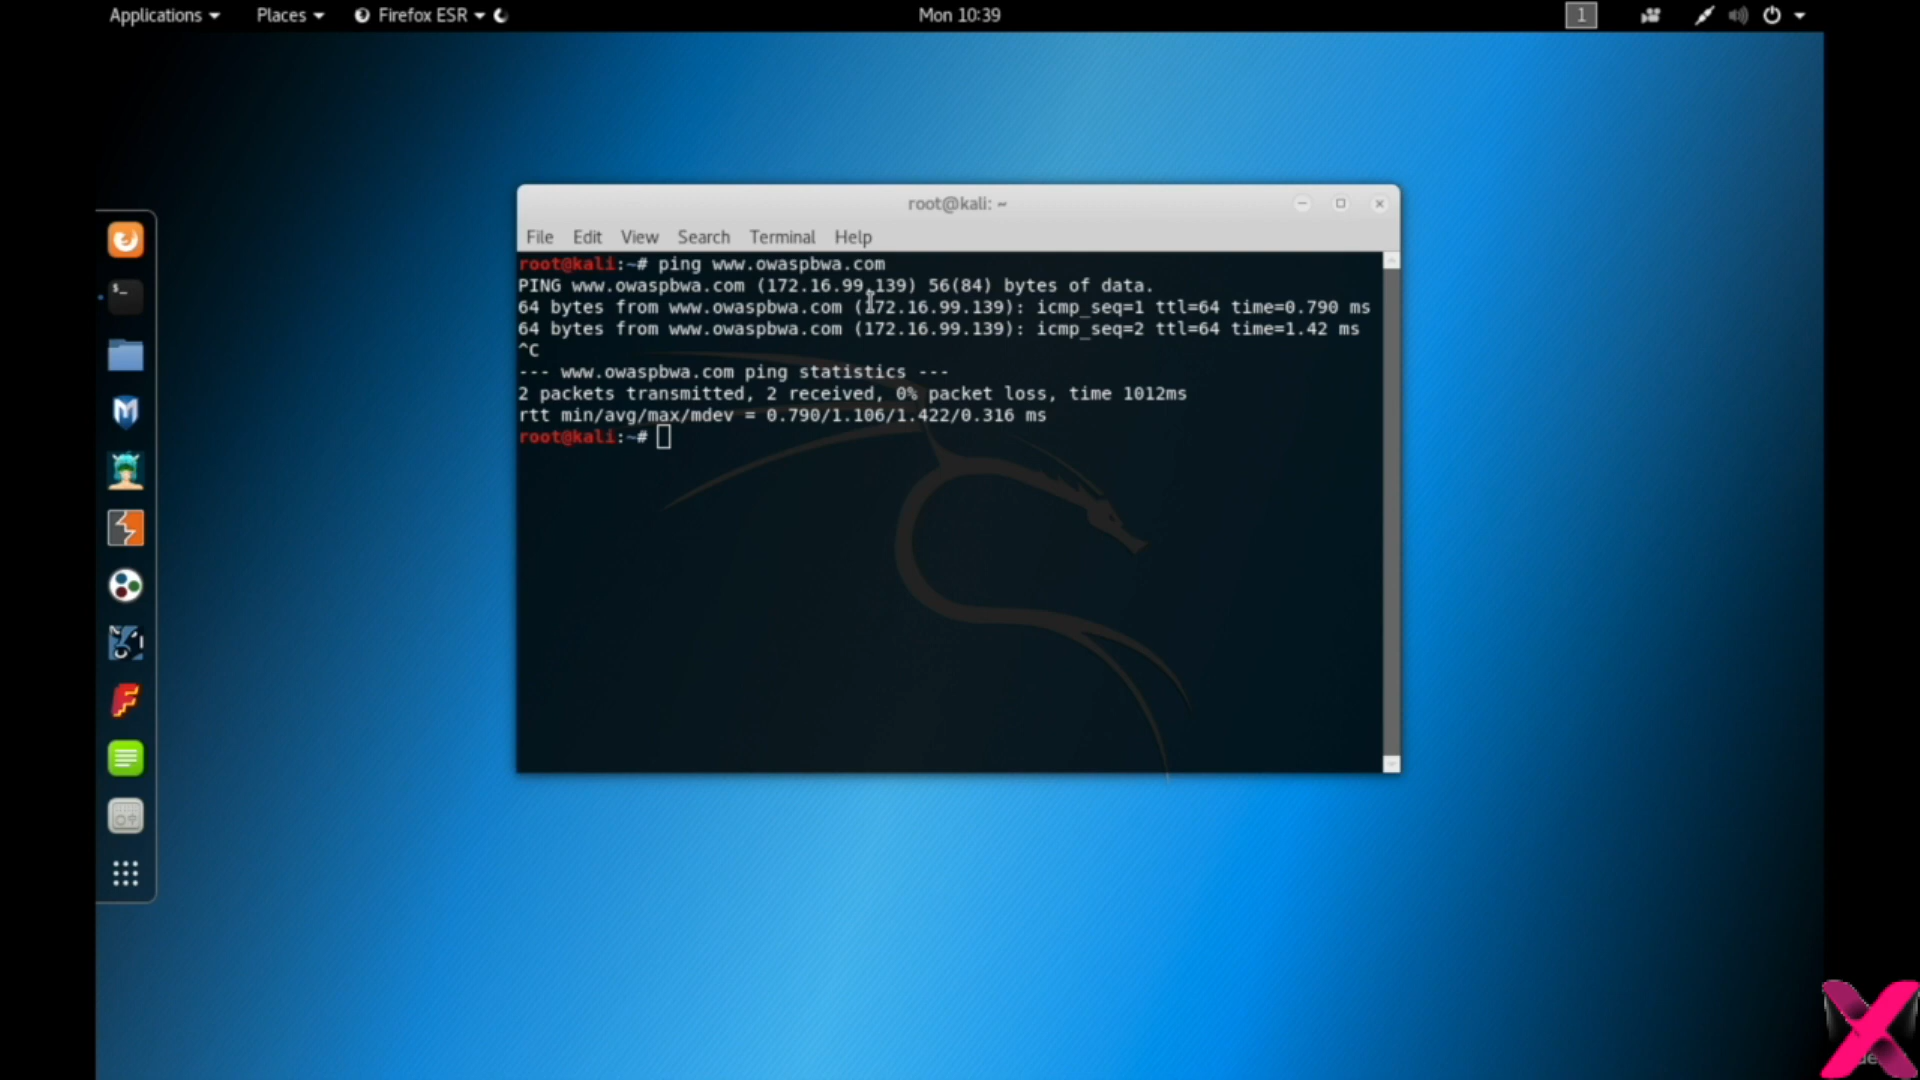 Applications Places Firefox ESR Mon 10:39 1
root@kali: ~
File Edit View Search Terminal Help
root@kali:~# ping www.owaspbwa.com
PING www.owaspbwa.com (172.16.99.139) 56(84) bytes of data.
64 bytes from www.owaspbwa.com (172.16.99.139): icmp_seq=1 ttl=64 time=0.790 ms
64 bytes from www.owaspbwa.com (172.16.99.139): icmp_seq=2 ttl=64 time=1.42 ms
^C
--- www.owaspbwa.com ping statistics ---
2 packets transmitted, 2 received, 0% packet loss, time 1012ms
rtt min/avg/max/mdev = 0.790/1.106/1.422/0.316 ms
root@kali:~#